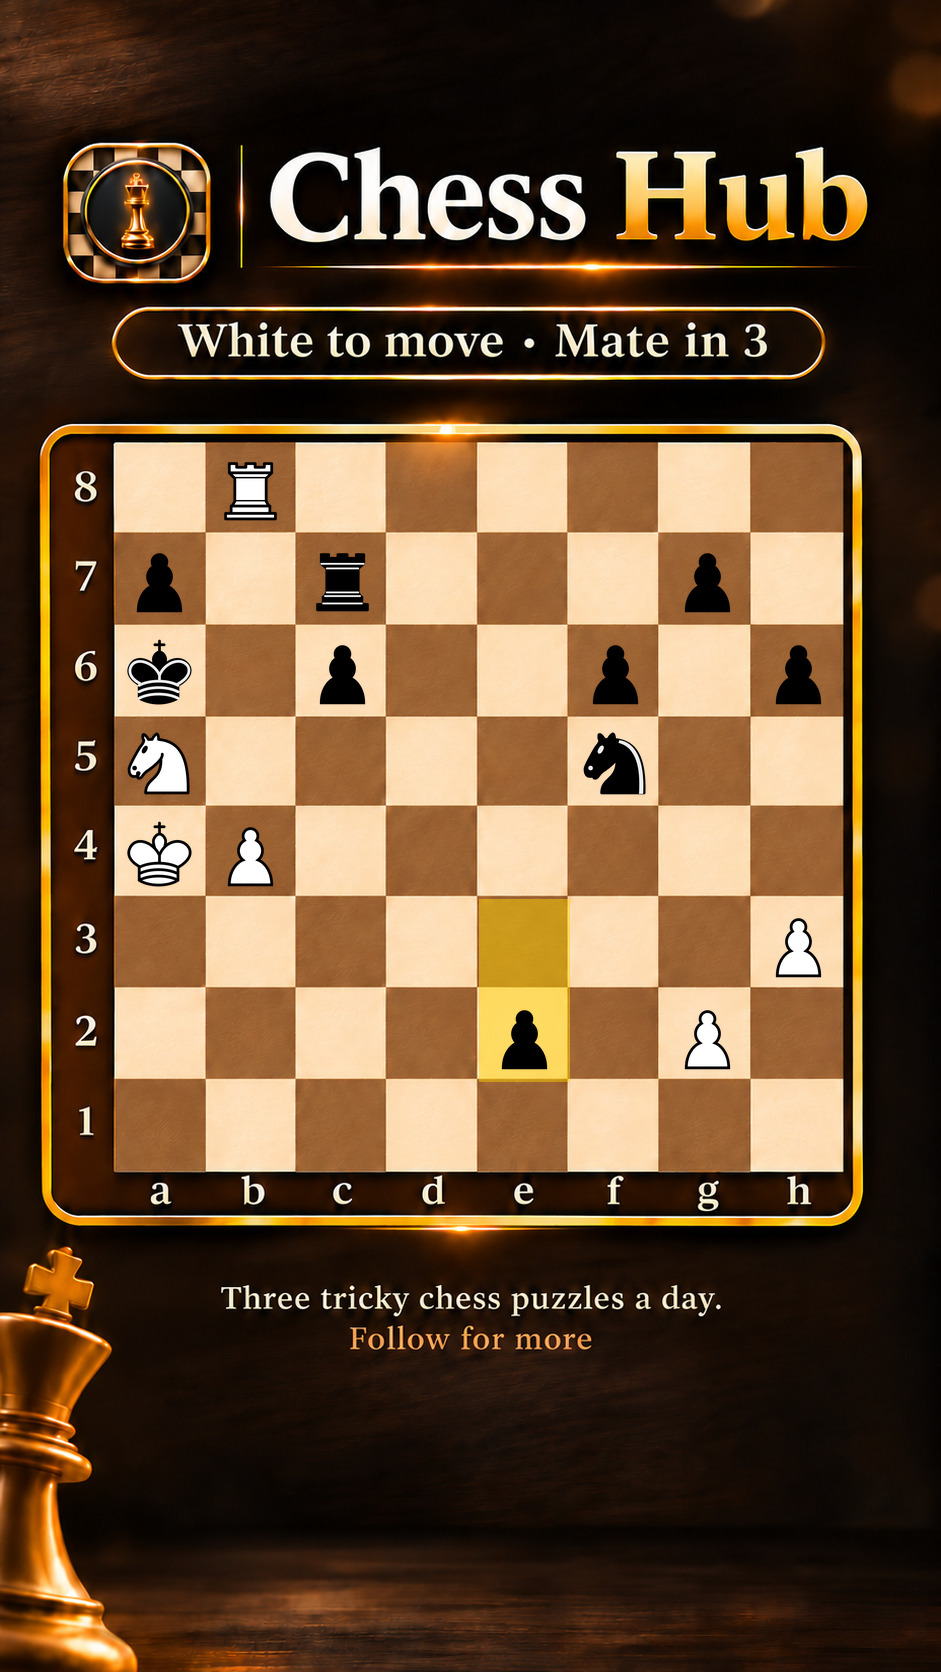 Chess Hub
White to move • Mate in 3
8
7
6
5
4
3
2
1
a b c d e f g h
Three tricky chess puzzles a day.
Follow for more